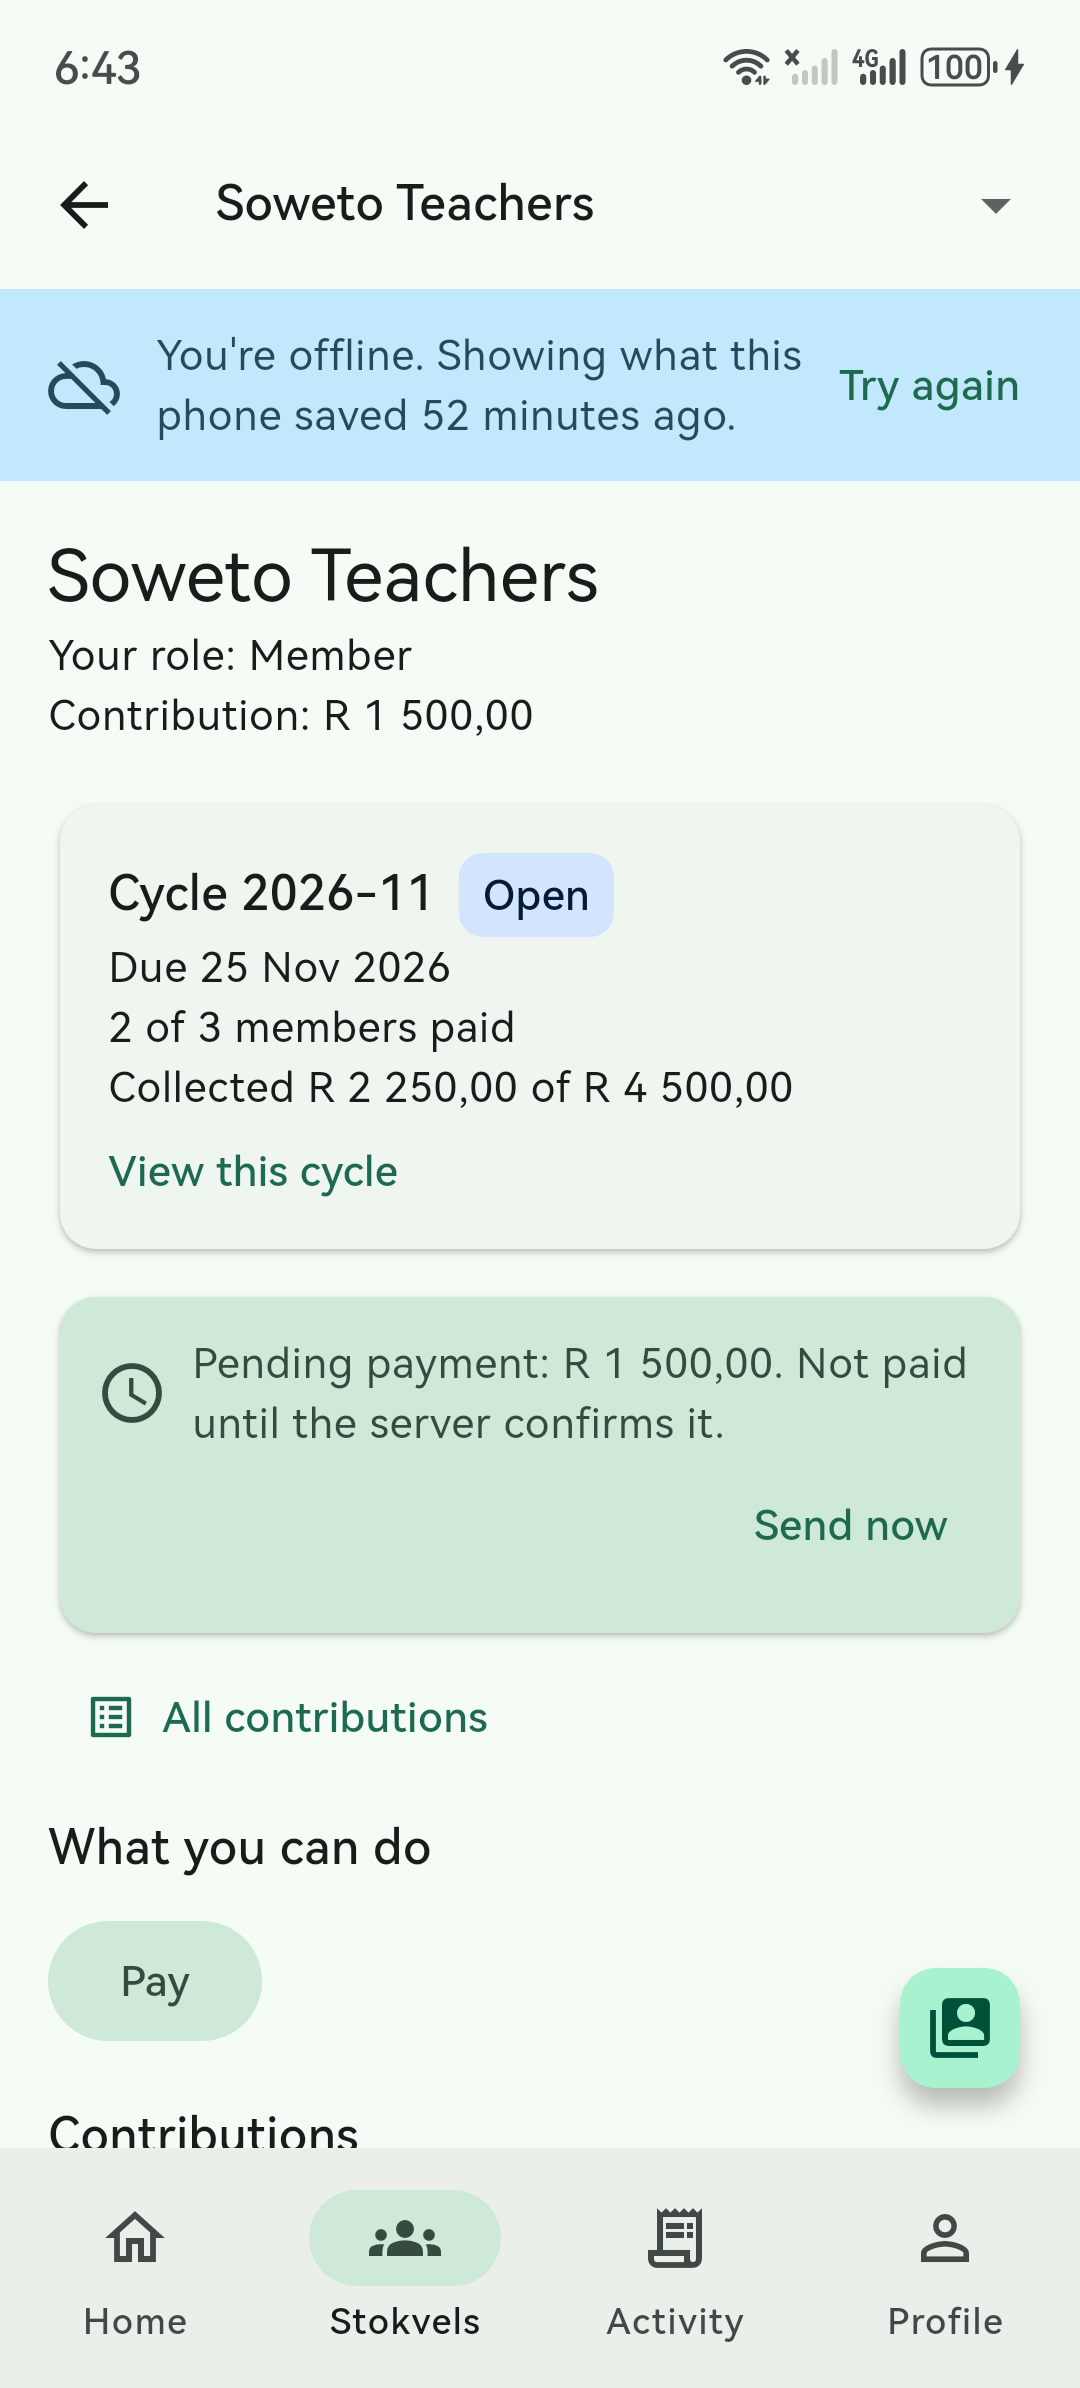 6:43
4G
100
Soweto Teachers
You're offline. Showing what this
phone saved 52 minutes ago.
Try again
Soweto Teachers
Your role: Member
Contribution: R 1 500,00
Cycle 2026-11
Open
Due 25 Nov 2026
2 of 3 members paid
Collected R 2 250,00 of R 4 500,00
View this cycle
Pending payment: R 1 500,00. Not paid
until the server confirms it.
Send now
All contributions
What you can do
Pay
Contributions
Home
Stokvels
Activity
Profile